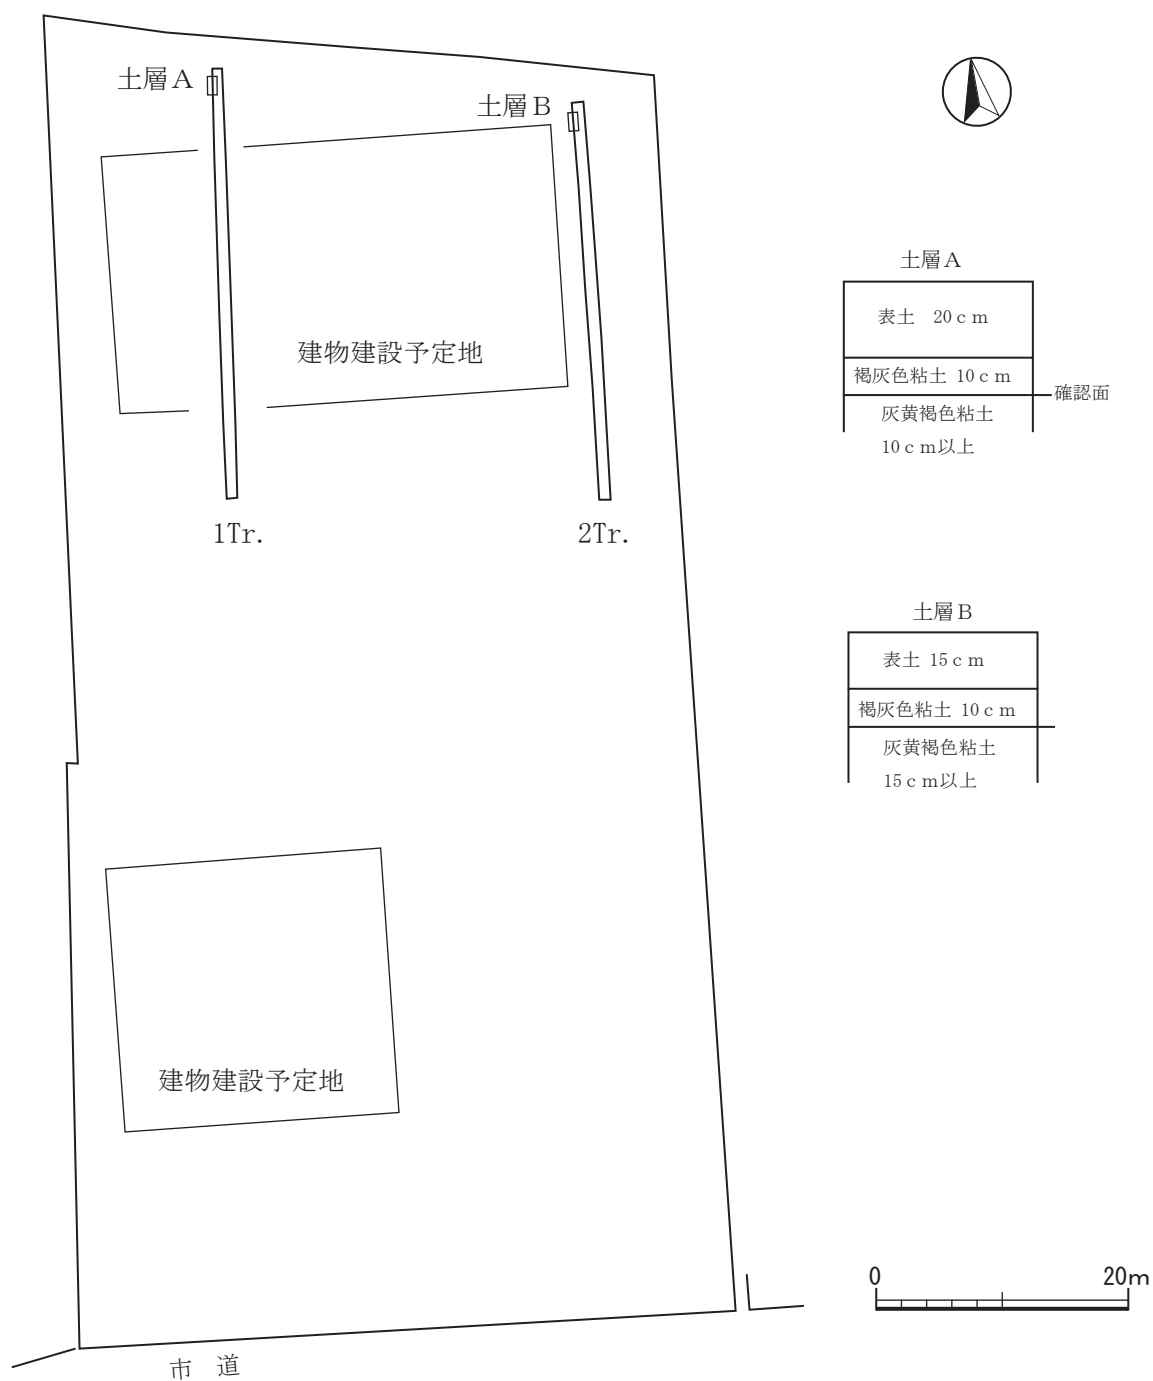 土層Ａ
土層Ｂ
建物建設予定地
1Tr.
2Tr.
建物建設予定地
市　道
土層Ａ
表土　20ｃｍ
褐灰色粘土 10ｃｍ
確認面
灰黄褐色粘土
10ｃｍ以上
土層Ｂ
表土 15ｃｍ
褐灰色粘土 10ｃｍ
灰黄褐色粘土
15ｃｍ以上
0
20m